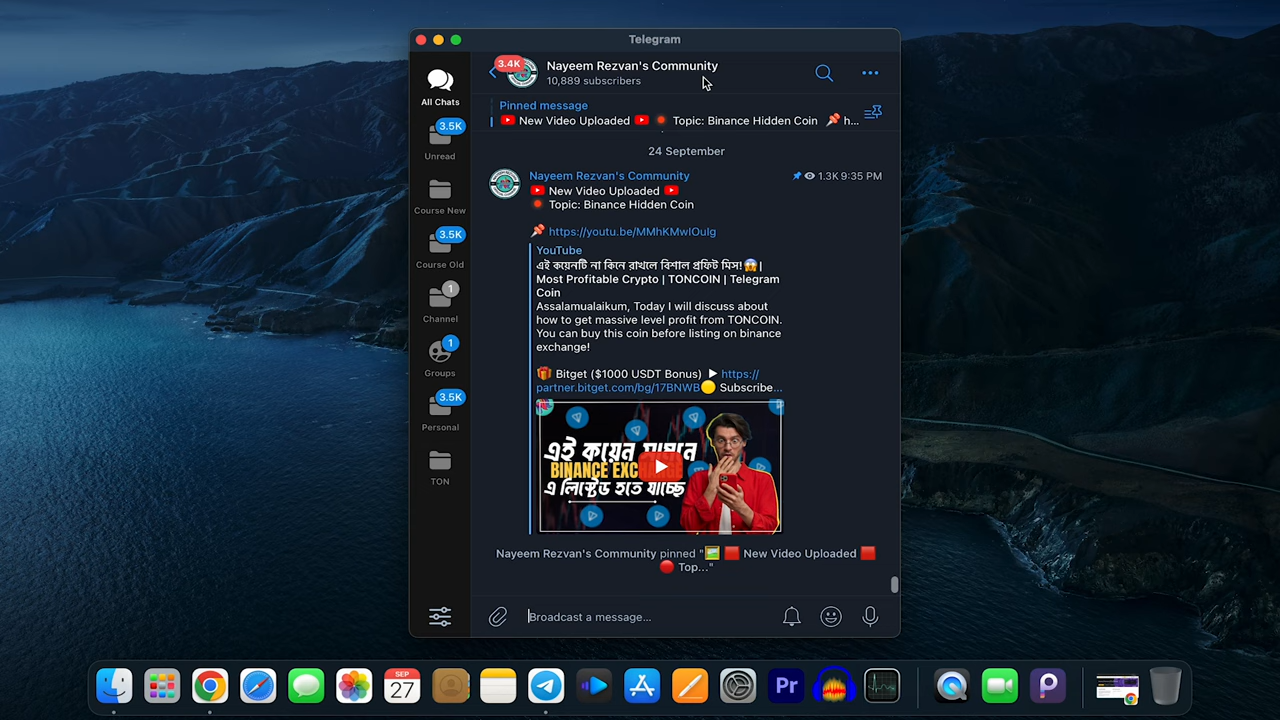 Telegram
3.4K
Nayeem Rezvan's Community
10,889 subscribers
All Chats
Pinned message
New Video Uploaded Topic: Binance Hidden Coin h...
3.5K
Unread
24 September
Nayeem Rezvan's Community
1.3K 9:35 PM
New Video Uploaded
Topic: Binance Hidden Coin
Course New
https://youtu.be/MMhKMwIOuIg
3.5K
Course Old
YouTube
এই কয়েনটি না কিনে রাখলে বিশাল প্রফিট মিস!😱 |
Most Profitable Crypto | TONCOIN | Telegram
Coin
Assalamualaikum, Today I will discuss about
how to get massive level profit from TONCOIN.
You can buy this coin before listing on binance
exchange!
1
Channel
1
Groups
Bitget ($1000 USDT Bonus) ▶ https://
partner.bitget.com/bg/17BNWB Subscribe...
3.5K
Personal
এই কয়েন সামনে
BINANCE EXC
এ লিস্টেড হতে যাচ্ছে
TON
Nayeem Rezvan's Community pinned "🖼 🟥 New Video Uploaded 🟥
🔴 Top..."
Broadcast a message...
SEP
27
Pr